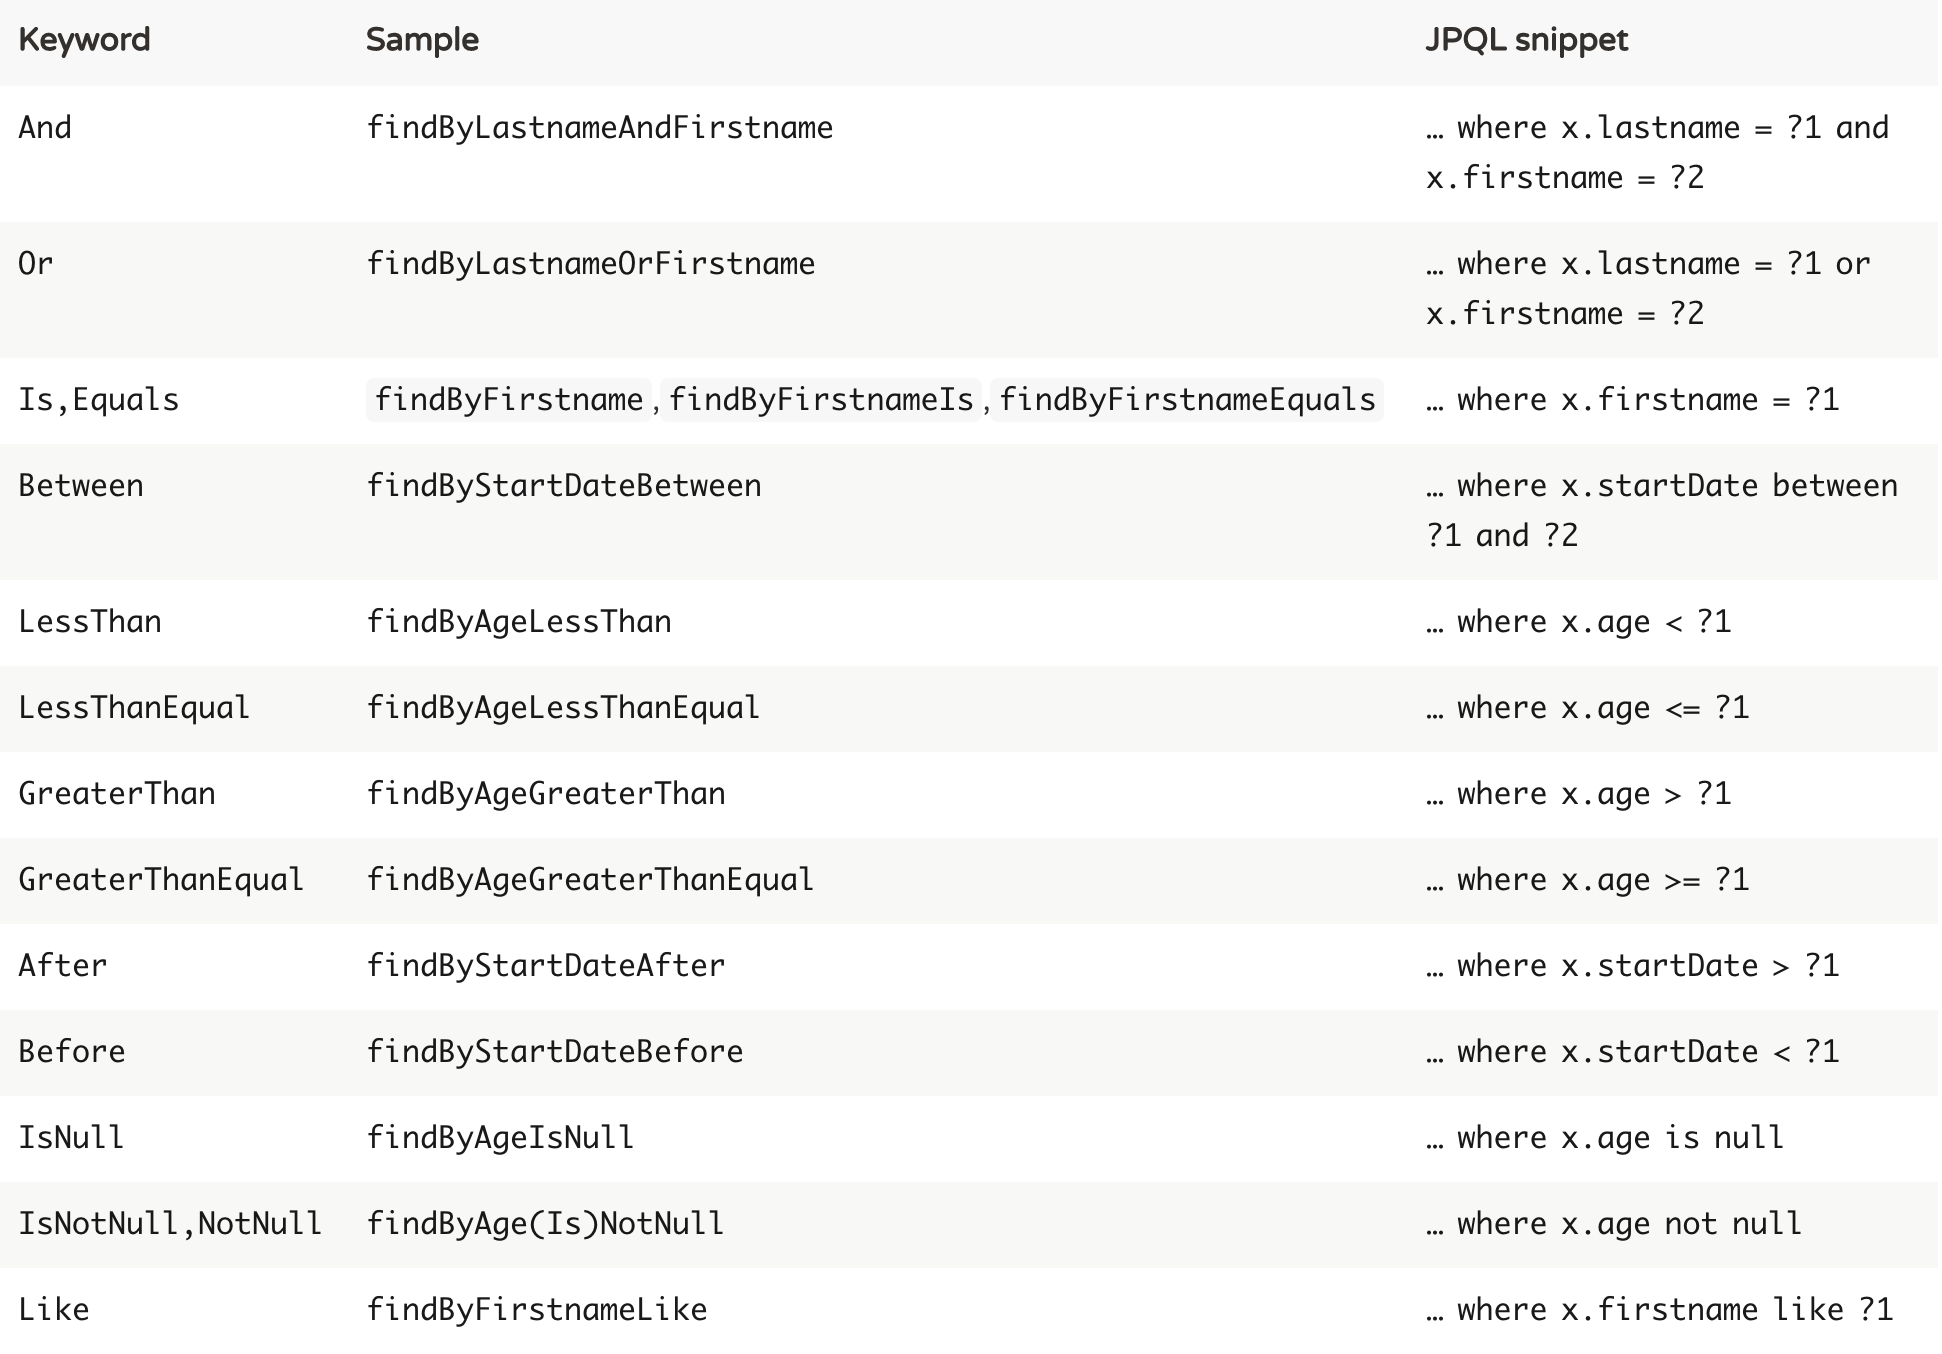 Keyword Sample JPQL snippet
And findByLastnameAndFirstname … where x.lastname = ?1 and
x.firstname = ?2
Or findByLastnameOrFirstname … where x.lastname = ?1 or
x.firstname = ?2
Is,Equals findByFirstname,findByFirstnameIs,findByFirstnameEquals … where x.firstname = ?1
Between findByStartDateBetween … where x.startDate between
?1 and ?2
LessThan findByAgeLessThan … where x.age < ?1
LessThanEqual findByAgeLessThanEqual … where x.age <= ?1
GreaterThan findByAgeGreaterThan … where x.age > ?1
GreaterThanEqual findByAgeGreaterThanEqual … where x.age >= ?1
After findByStartDateAfter … where x.startDate > ?1
Before findByStartDateBefore … where x.startDate < ?1
IsNull findByAgeIsNull … where x.age is null
IsNotNull,NotNull findByAge(Is)NotNull … where x.age not null
Like findByFirstnameLike … where x.firstname like ?1